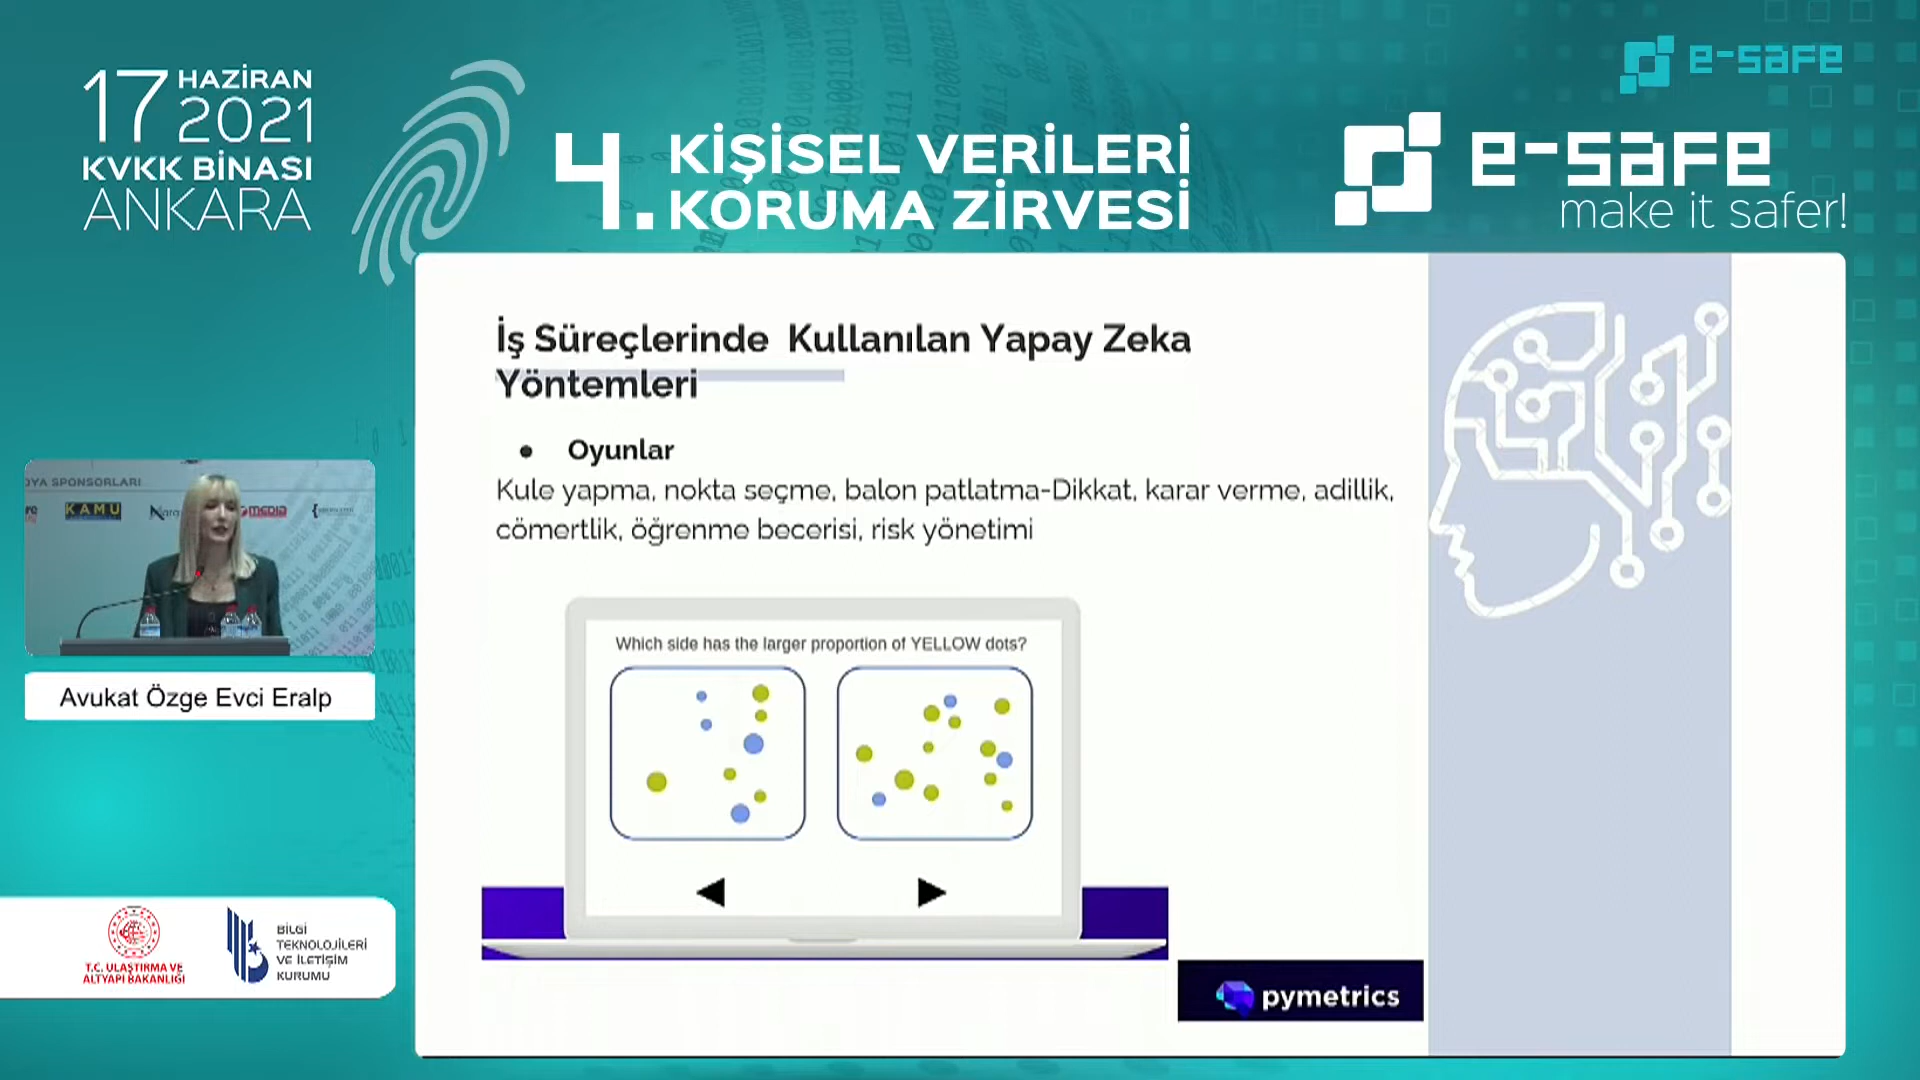 17 HAZİRAN
2021
KVKK BİNASI
ANKARA
4. KİŞİSEL VERİLERİ
KORUMA ZİRVESİ
e-safe
e-safe
make it safer!
İş Süreçlerinde Kullanılan Yapay Zeka
Yöntemleri
● Oyunlar
Kule yapma, nokta seçme, balon patlatma-Dikkat, karar verme, adillik,
cömertlik, öğrenme becerisi, risk yönetimi
Which side has the larger proportion of YELLOW dots?
pymetrics
SPONSORLARI
KAMU
MEDIA
Avukat Özge Evci Eralp
T.C. ULAŞTIRMA VE
ALTYAPI BAKANLIĞI
BİLGİ
TEKNOLOJİLERİ
VE İLETİŞİM
KURUMU